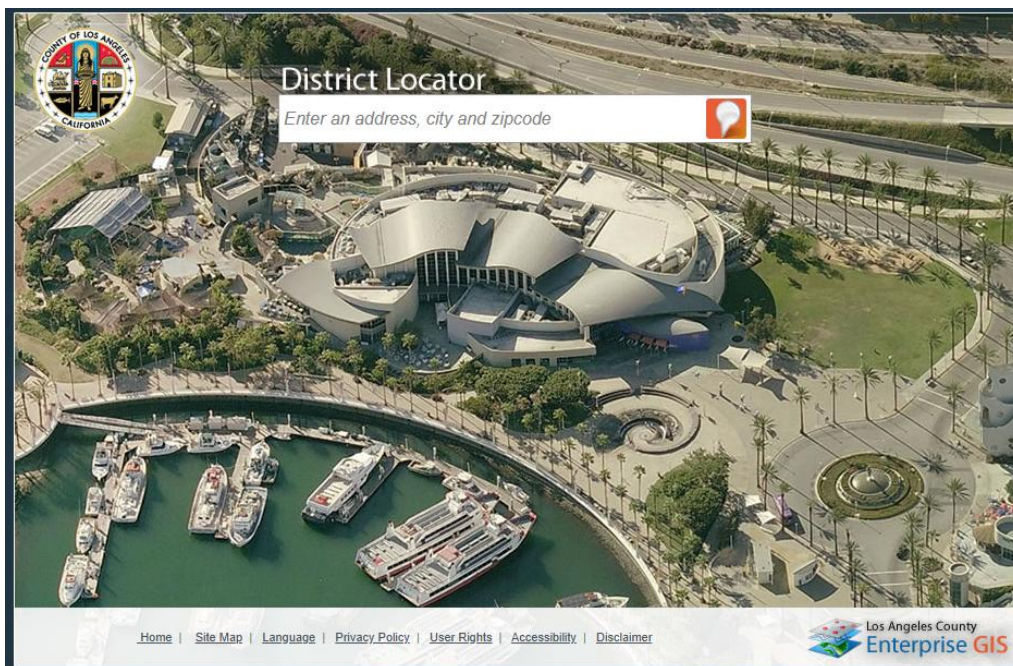 COUNTY OF LOS ANGELES
CALIFORNIA
District Locator
Enter an address, city and zipcode
Home | Site Map | Language | Privacy Policy | User Rights | Accessibility | Disclaimer
Los Angeles County
Enterprise GIS